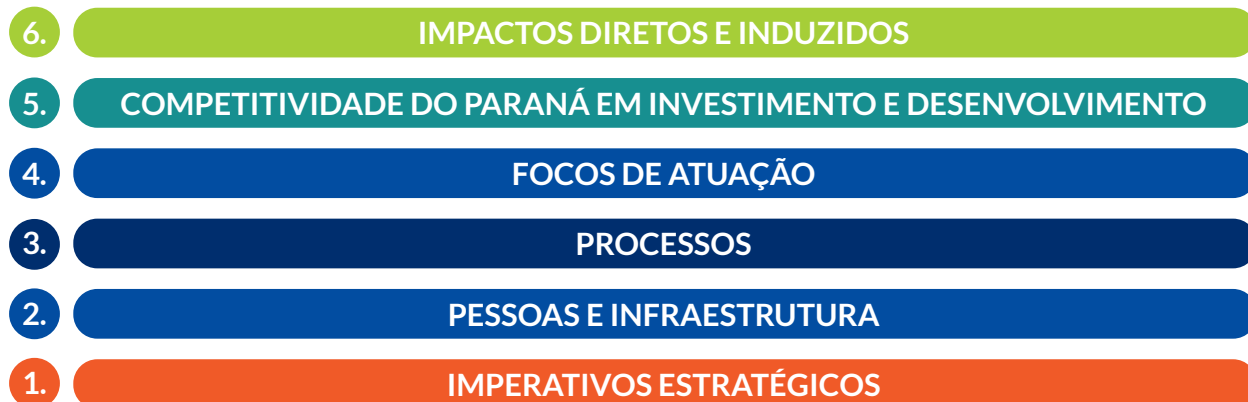 6. IMPACTOS DIRETOS E INDUZIDOS
5. COMPETITIVIDADE DO PARANÁ EM INVESTIMENTO E DESENVOLVIMENTO
4. FOCOS DE ATUAÇÃO
3. PROCESSOS
2. PESSOAS E INFRAESTRUTURA
1. IMPERATIVOS ESTRATÉGICOS